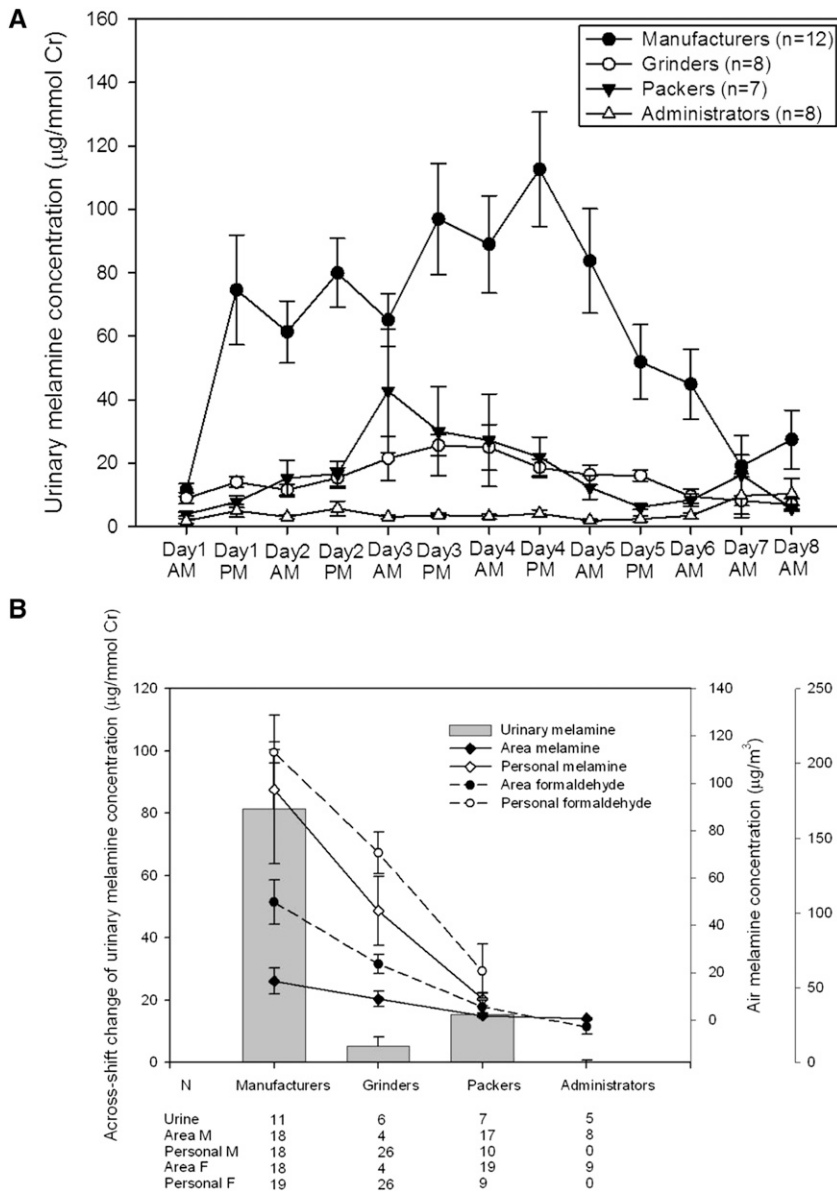 A
Urinary melamine concentration (µg/mmol Cr)
160
140
120
100
80
60
40
20
0
Manufacturers (n=12)
Grinders (n=8)
Packers (n=7)
Administrators (n=8)
Day1 Day1 Day2 Day2 Day3 Day3 Day4 Day4 Day5 Day5 Day6 Day7 Day8
AM PM AM PM AM PM AM PM AM PM AM AM AM
B
Across-shift change of urinary melamine concentration (µg/mmol Cr)
120
100
80
60
40
20
0
Urinary melamine
Area melamine
Personal melamine
Area formaldehyde
Personal formaldehyde
140
120
100
80
60
40
20
0
Air melamine concentration (µg/m³)
250
200
150
100
50
0
N Manufacturers Grinders Packers Administrators
Urine 11 6 7 5
Area M 18 4 17 8
Personal M 18 26 10 0
Area F 18 4 19 9
Personal F 19 26 9 0